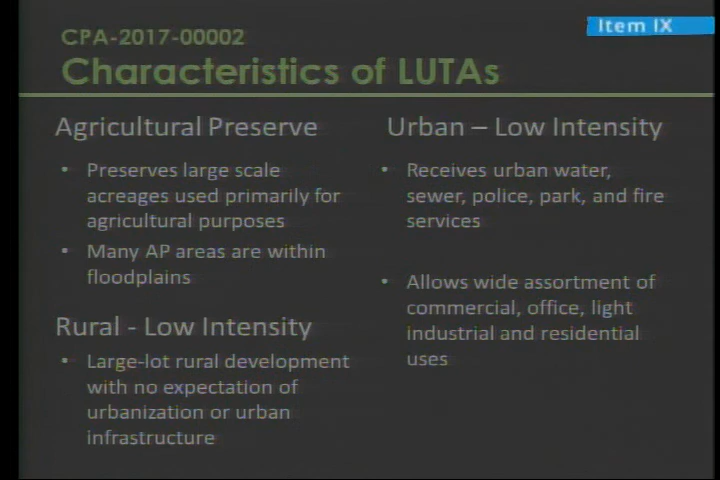 Item IX
CPA-2017-00002
Characteristics of LUTAs
Agricultural Preserve
• Preserves large scale
acreages used primarily for
agricultural purposes
• Many AP areas are within
floodplains
Rural - Low Intensity
• Large-lot rural development
with no expectation of
urbanization or urban
infrastructure
Urban – Low Intensity
• Receives urban water,
sewer, police, park, and fire
services
• Allows wide assortment of
commercial, office, light
industrial and residential
uses